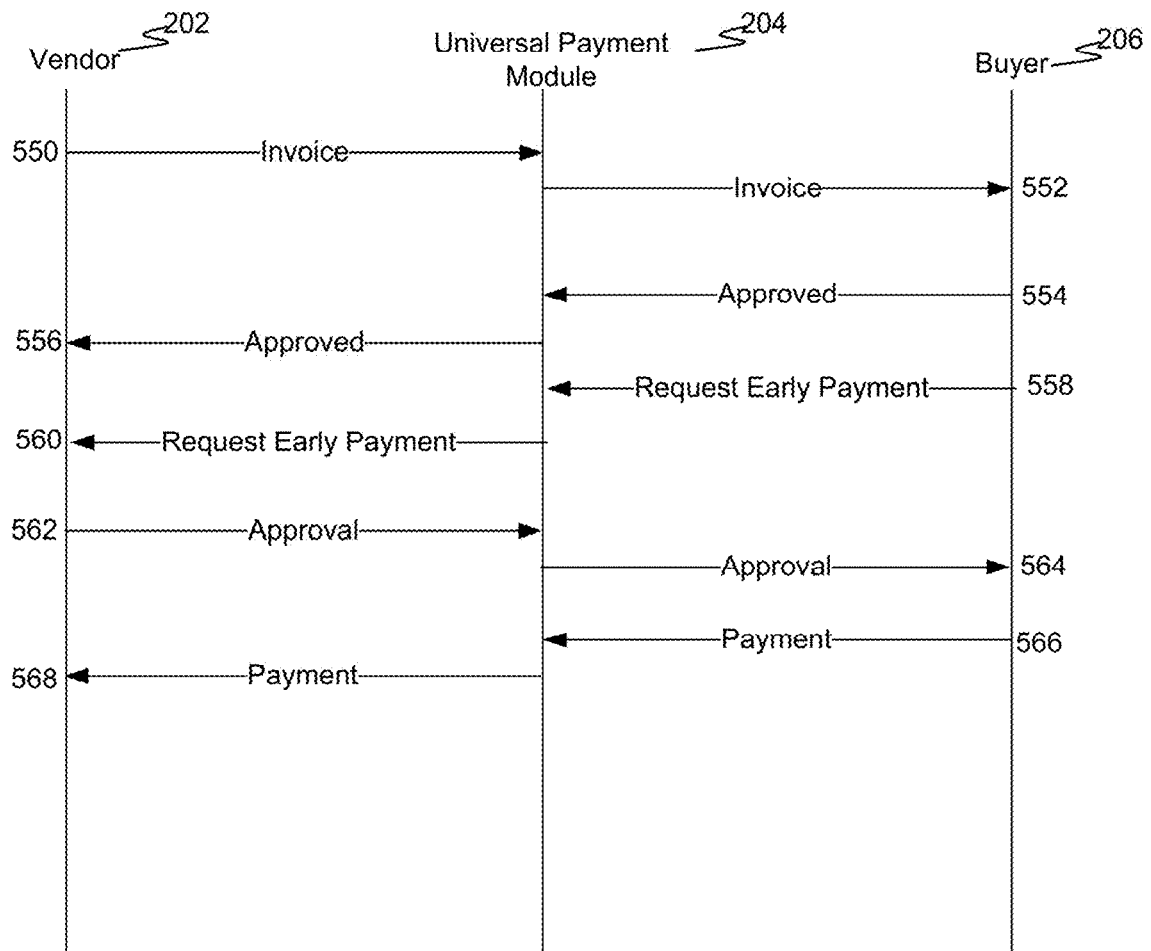 202
Vendor
Universal Payment
Module
204
206
Buyer
550 Invoice
Invoice 552
Approved 554
556 Approved
Request Early Payment 558
560 Request Early Payment
562 Approval
Approval 564
Payment 566
568 Payment